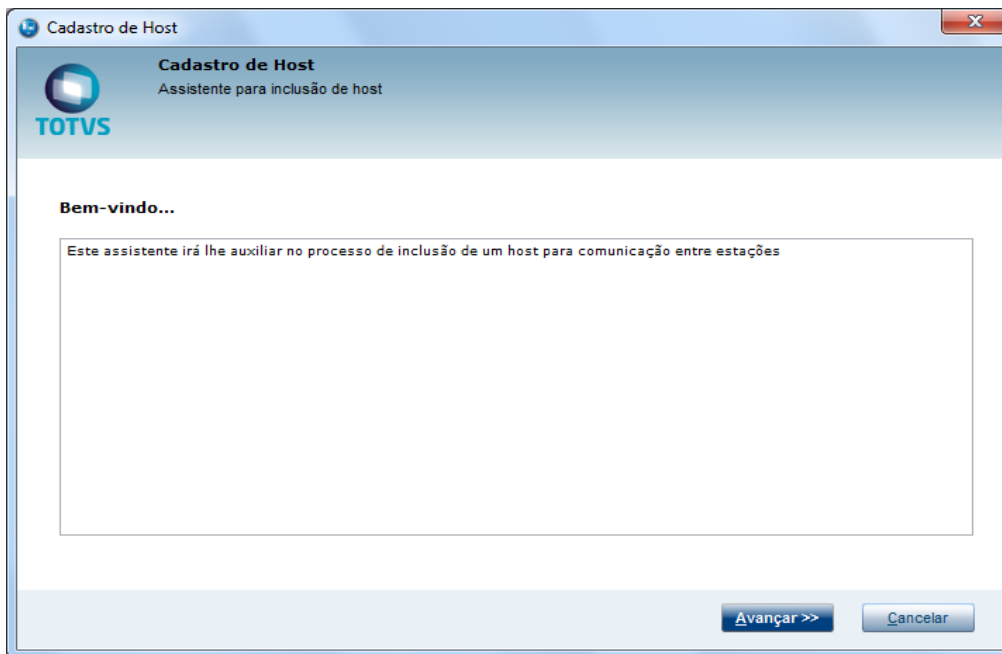 Cadastro de Host
Cadastro de Host
Assistente para inclusão de host
TOTVS
Bem-vindo...
Este assistente irá lhe auxiliar no processo de inclusão de um host para comunicação entre estações
Avançar >>
Cancelar